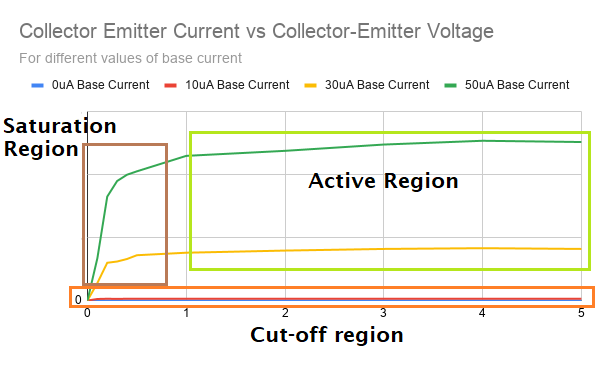 Collector Emitter Current vs Collector-Emitter Voltage
For different values of base current
0uA Base Current 10uA Base Current 30uA Base Current 50uA Base Current
Saturation
Region
Active Region
0
0 1 2 3 4 5
Cut-off region